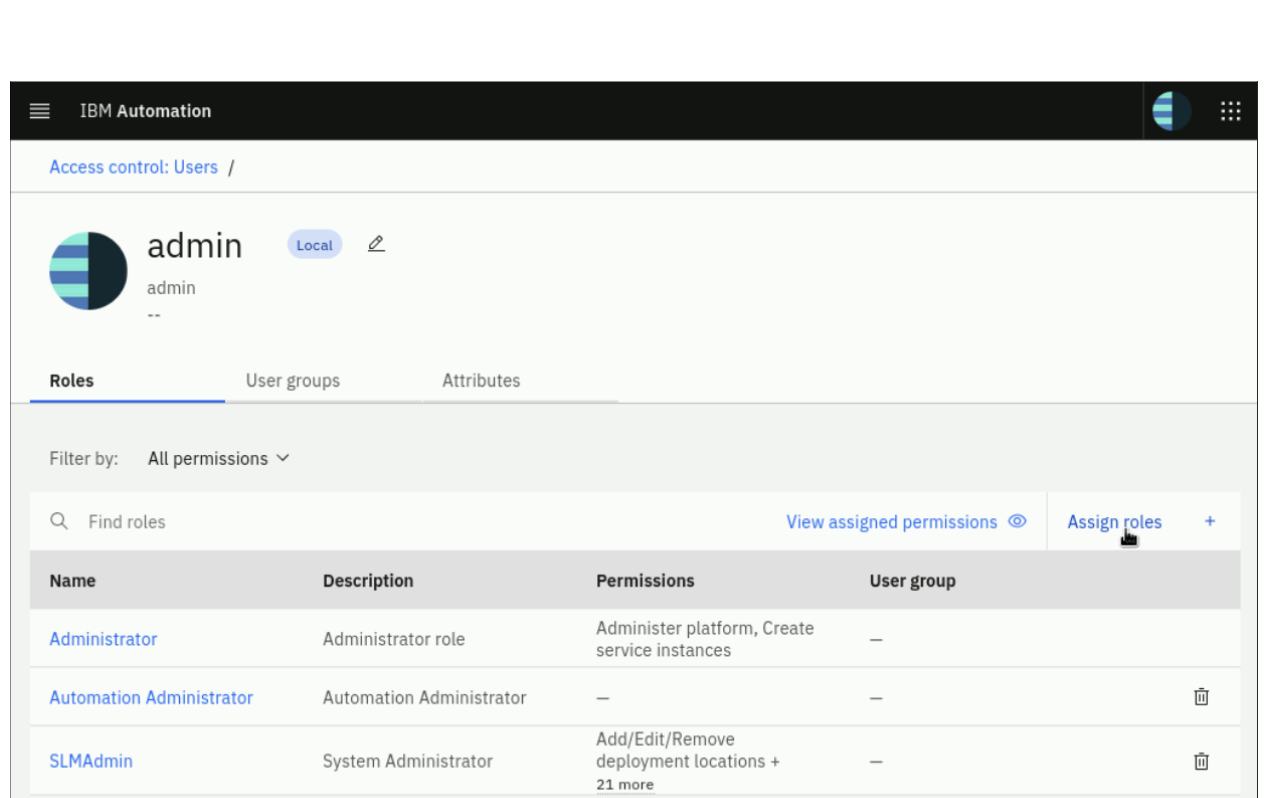 IBM Automation
Access control: Users /
admin Local
admin
--
Roles User groups Attributes
Filter by: All permissions
Find roles View assigned permissions Assign roles +
Name Description Permissions User group
Administrator Administrator role Administer platform, Create service instances —
Automation Administrator Automation Administrator — —
SLMAdmin System Administrator Add/Edit/Remove deployment locations + 21 more —